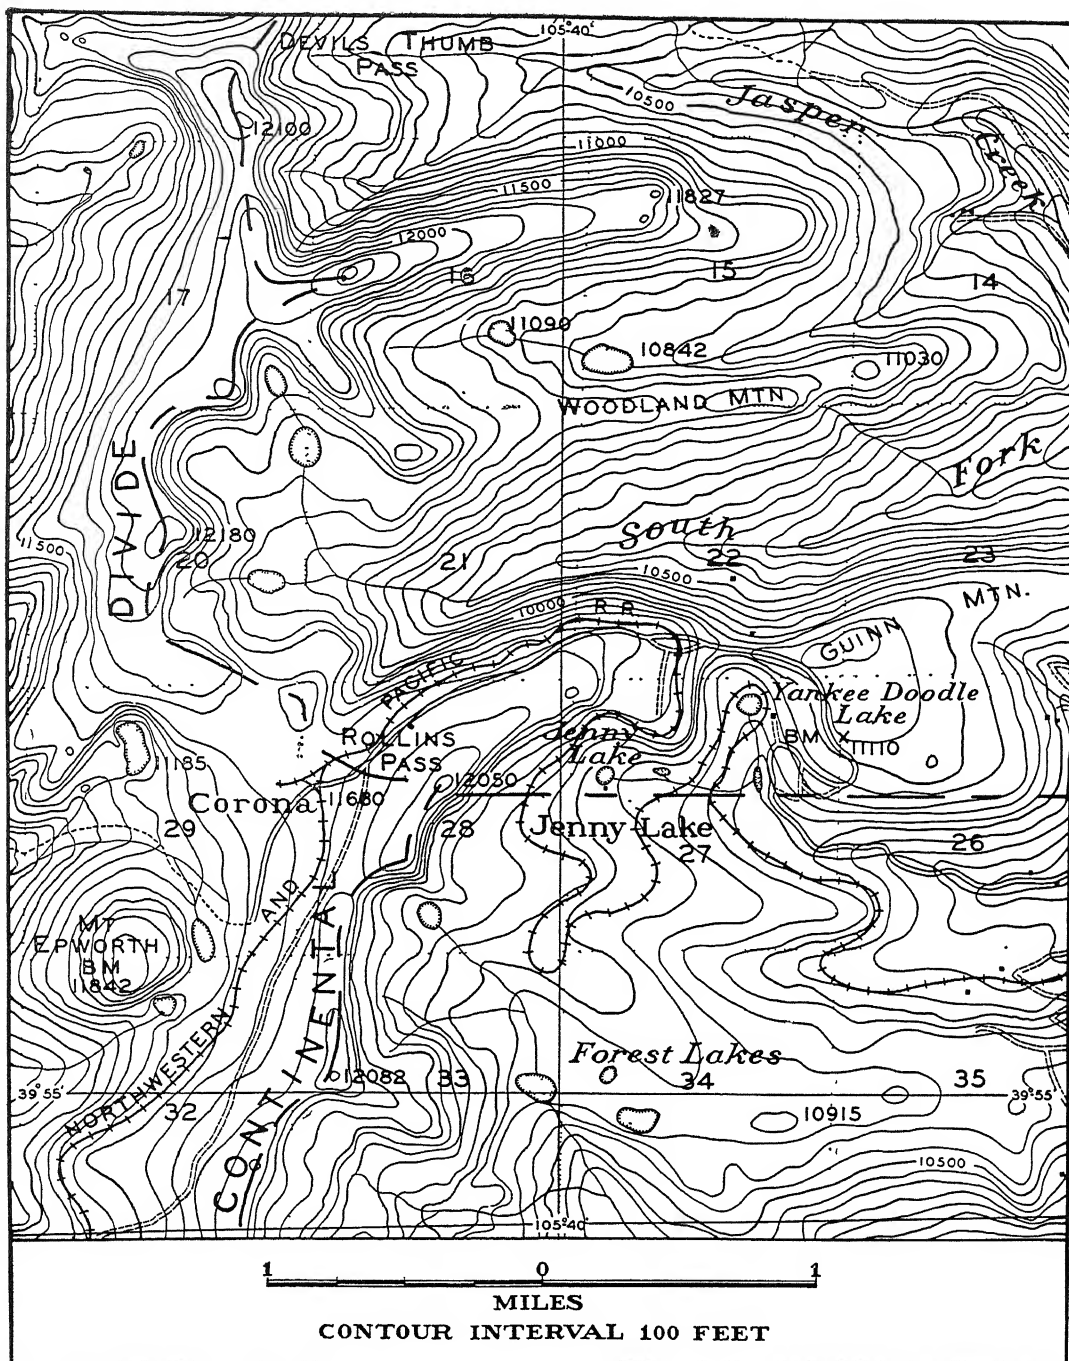 105°40'
DEVILS THUMB
PASS
Jasper
Creek
10500
12100
11000
11500
11827
12000
16
15
14
17
11090
10842
11030
WOODLAND MTN
DIVIDE
South Fork
12180
11500
20
21
22
23
10500
10000
R R
MTN.
GUINN
PACIFIC
Yankee Doodle
Lake
BM X
11110
ROLLINS
PASS
Jenny
Lake
11185
12050
Corona
11680
29
28
Jenny Lake
27
26
AND
MT
EPWORTH
BM
11842
CONTINENTAL
NORTHWESTERN
Forest Lakes
12082
33
34
35
39°55'
39°55'
32
10915
10500
105°40'
1 0 1
MILES
CONTOUR INTERVAL 100 FEET